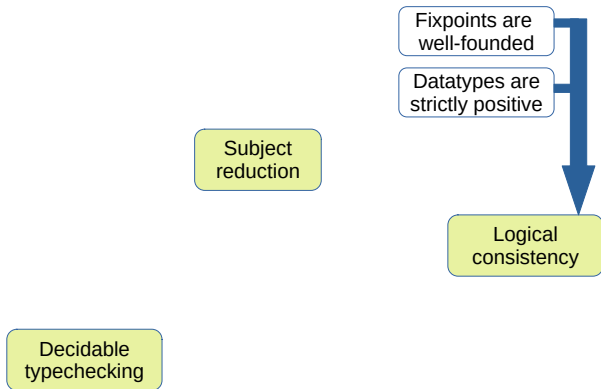 Fixpoints are
well-founded
Datatypes are
strictly positive
Subject
reduction
Logical
consistency
Decidable
typechecking